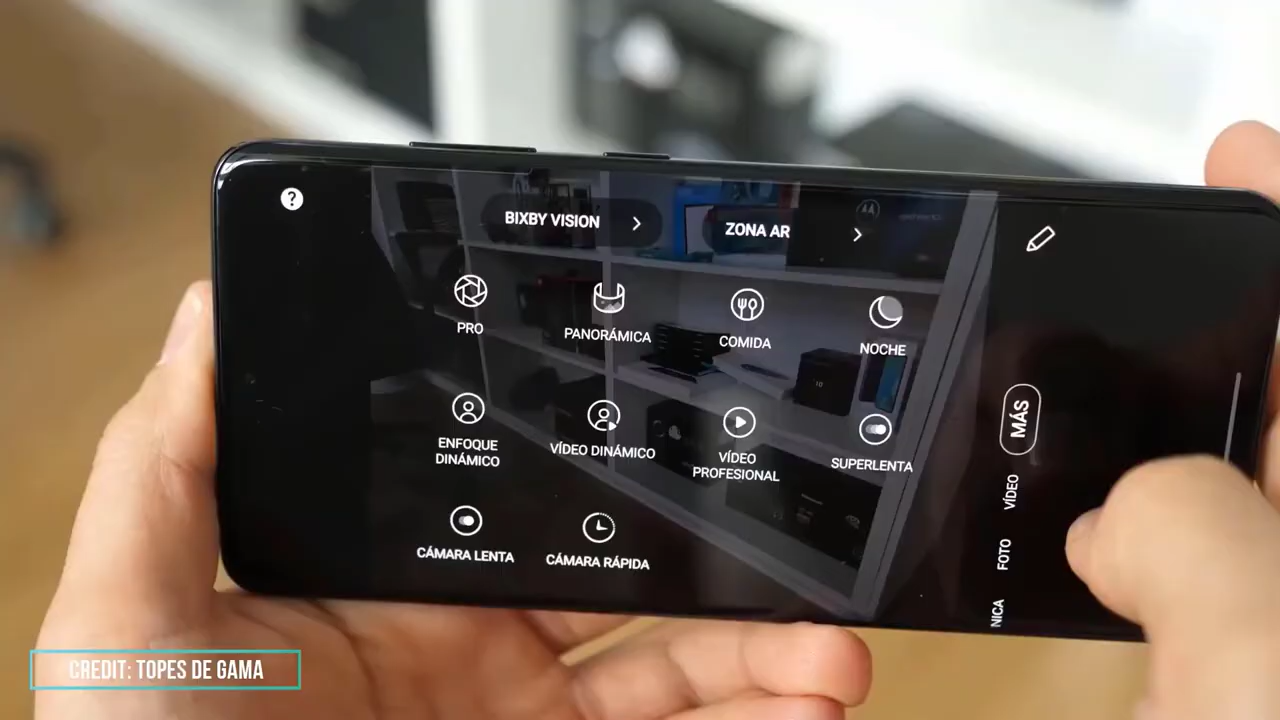 ?
BIXBY VISION >
ZONA AR >
PRO
PANORÁMICA
COMIDA
NOCHE
ENFOQUE
DINÁMICO
VÍDEO DINÁMICO
VÍDEO
PROFESIONAL
SUPERLENTA
CÁMARA LENTA
CÁMARA RÁPIDA
MÁS
VÍDEO
FOTO
NICA
CREDIT: TOPES DE GAMA